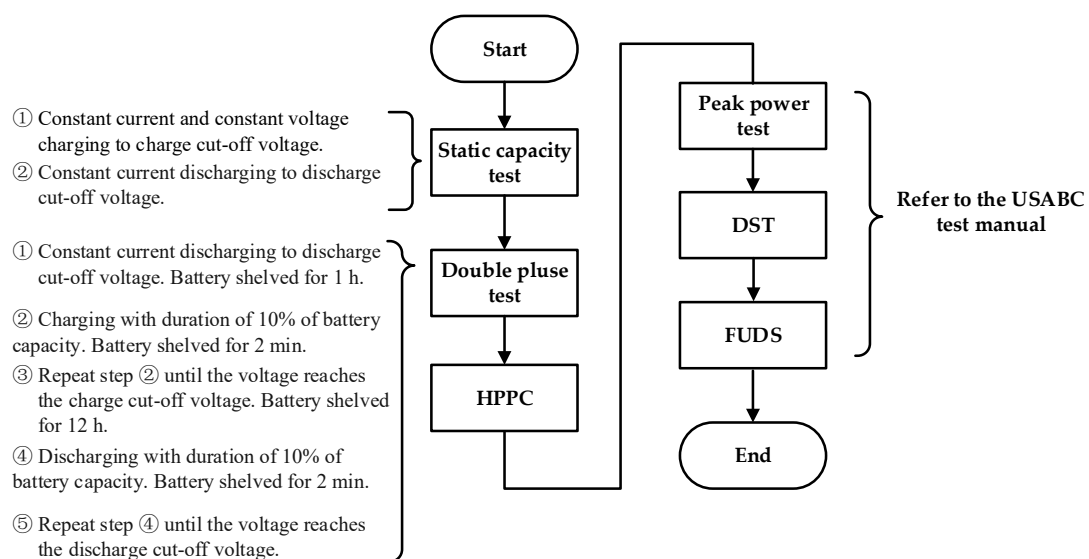 Start
① Constant current and constant voltage
charging to charge cut-off voltage.
② Constant current discharging to discharge
cut-off voltage.
Static capacity
test
① Constant current discharging to discharge
cut-off voltage. Battery shelved for 1 h.
② Charging with duration of 10% of battery
capacity. Battery shelved for 2 min.
③ Repeat step ② until the voltage reaches
the charge cut-off voltage. Battery shelved
for 12 h.
④ Discharging with duration of 10% of
battery capacity. Battery shelved for 2 min.
⑤ Repeat step ④ until the voltage reaches
the discharge cut-off voltage.
Double pluse
test
HPPC
Peak power
test
DST
FUDS
End
Refer to the USABC
test manual